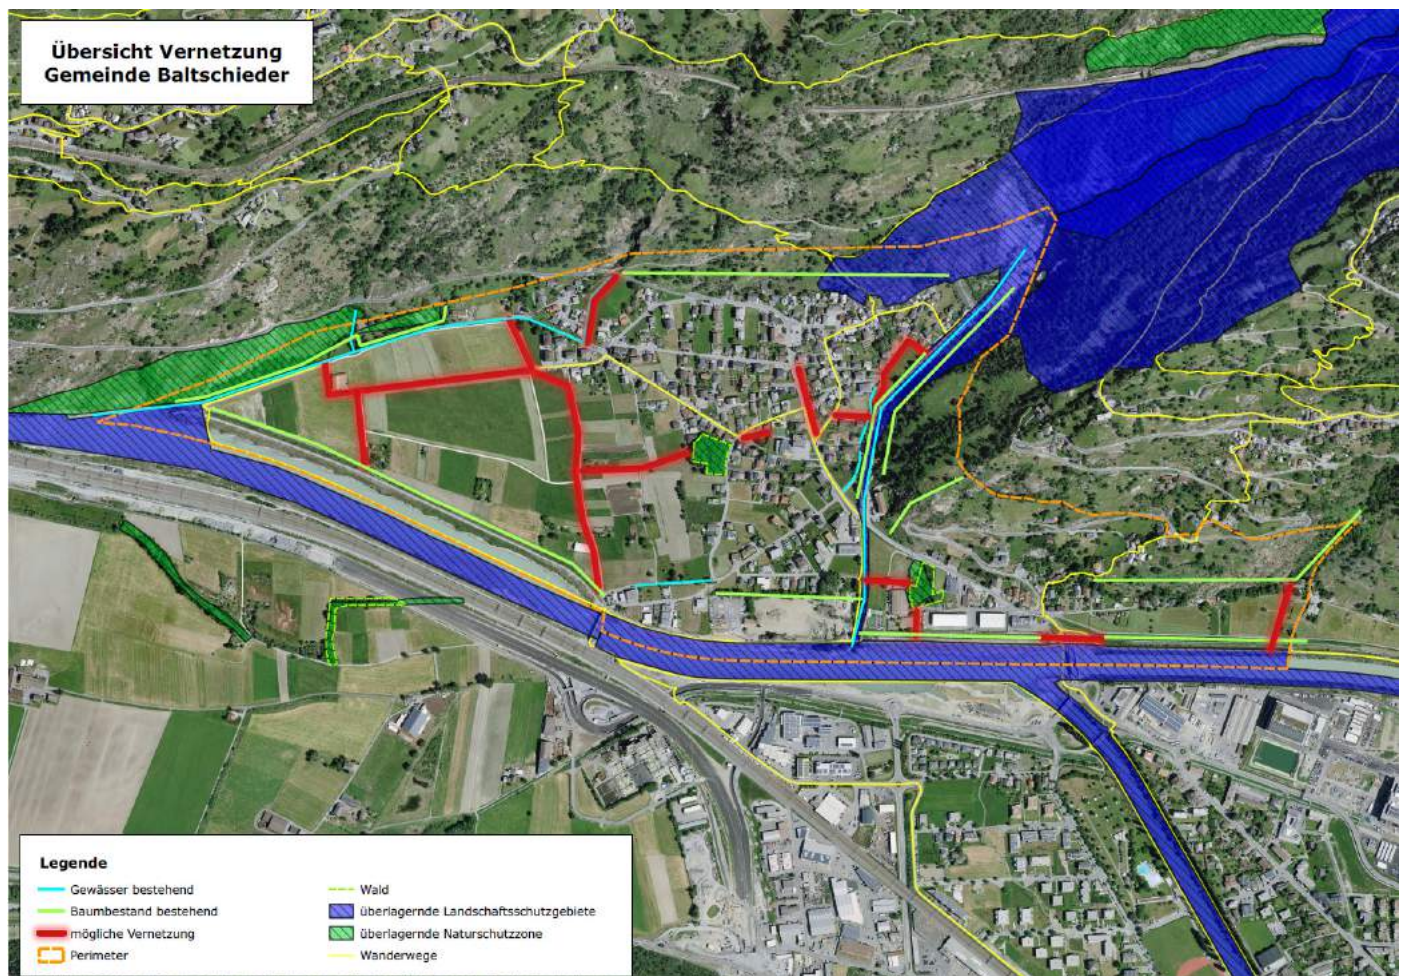 Übersicht Vernetzung
Gemeinde Baltschieder
Legende
Gewässer bestehend
Baumbestand bestehend
mögliche Vernetzung
Perimeter
Wald
überlagernde Landschaftsschutzgebiete
überlagernde Naturschutzzone
Wanderwege